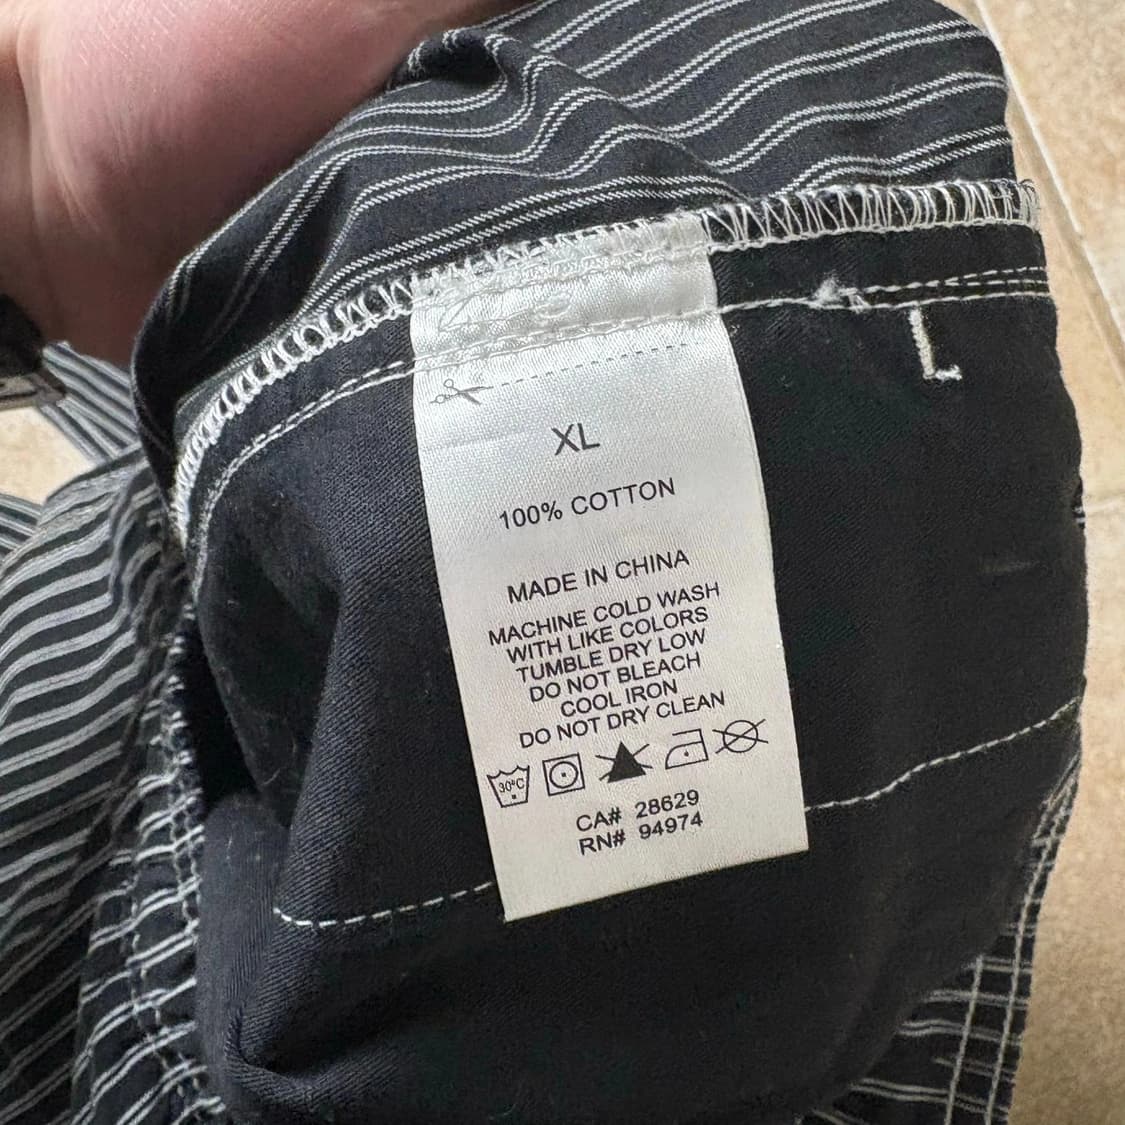 XL
100% COTTON
MADE IN CHINA
MACHINE COLD WASH
WITH LIKE COLORS
TUMBLE DRY LOW
DO NOT BLEACH
COOL IRON
DO NOT DRY CLEAN
30°C
CA# 28629
RN# 94974